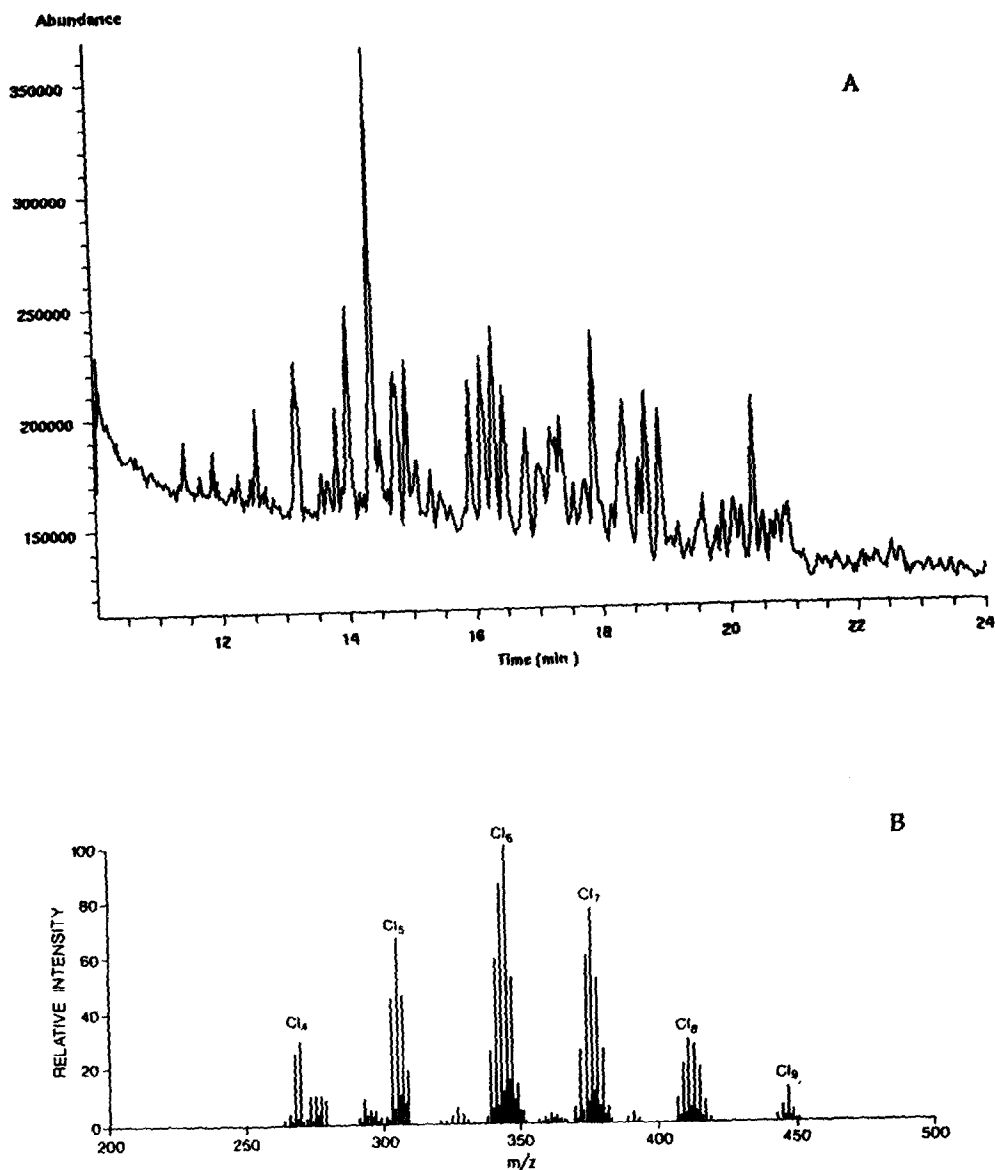 Abundance
A
350000
300000
250000
200000
150000
12 14 16 18 20 22 24
Time (min )
B
Cl₆
100
Cl₇
80
Cl₅
RELATIVE INTENSITY
60
Cl₄
40
Cl₈
20
Cl₉
0
200 250 300 350 400 450 500
m/z